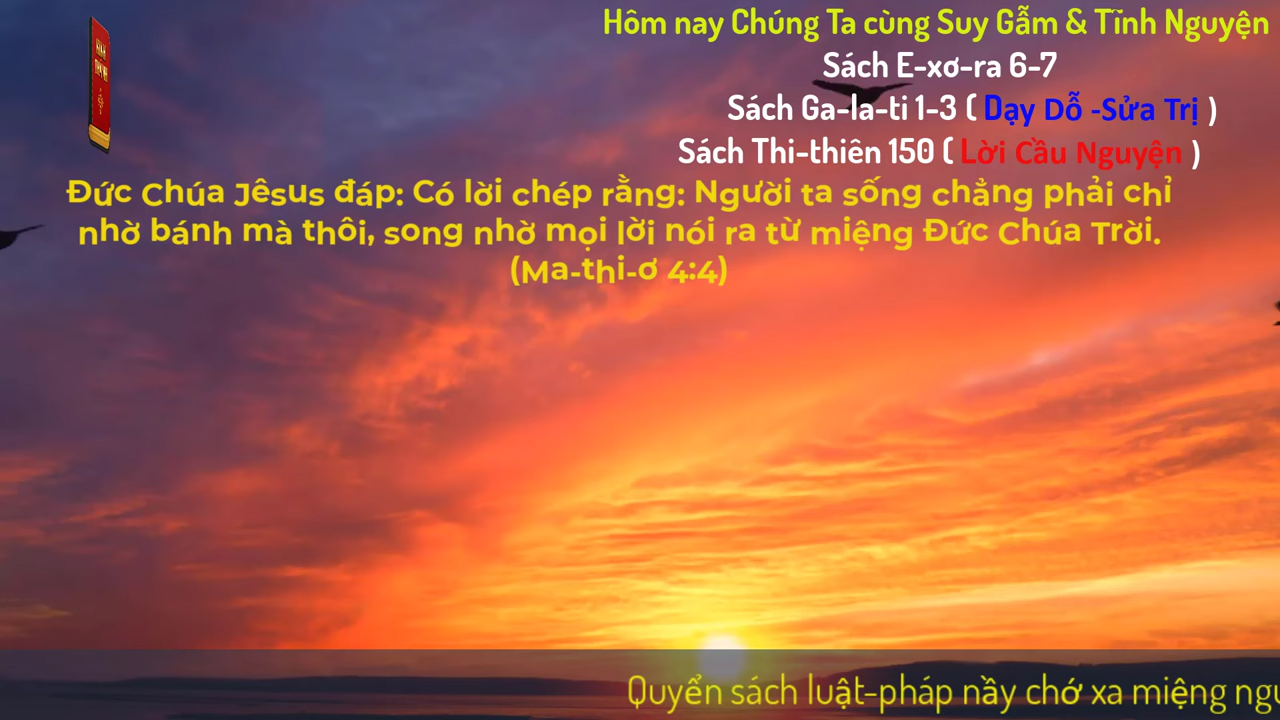 Hôm nay Chúng Ta cùng Suy Gẫm & Tĩnh Nguyện
Sách E-xơ-ra 6-7
Sách Ga-la-ti 1-3 ( Dạy Dỗ -Sửa Trị )
Sách Thi-thiên 150 ( Lời Cầu Nguyện )
Đức Chúa Jêsus đáp: Có lời chép rằng: Người ta sống chẳng phải chỉ
nhờ bánh mà thôi, song nhờ mọi lời nói ra từ miệng Đức Chúa Trời.
(Ma-thi-ơ 4:4)
Quyển sách luật-pháp nầy chớ xa miệng